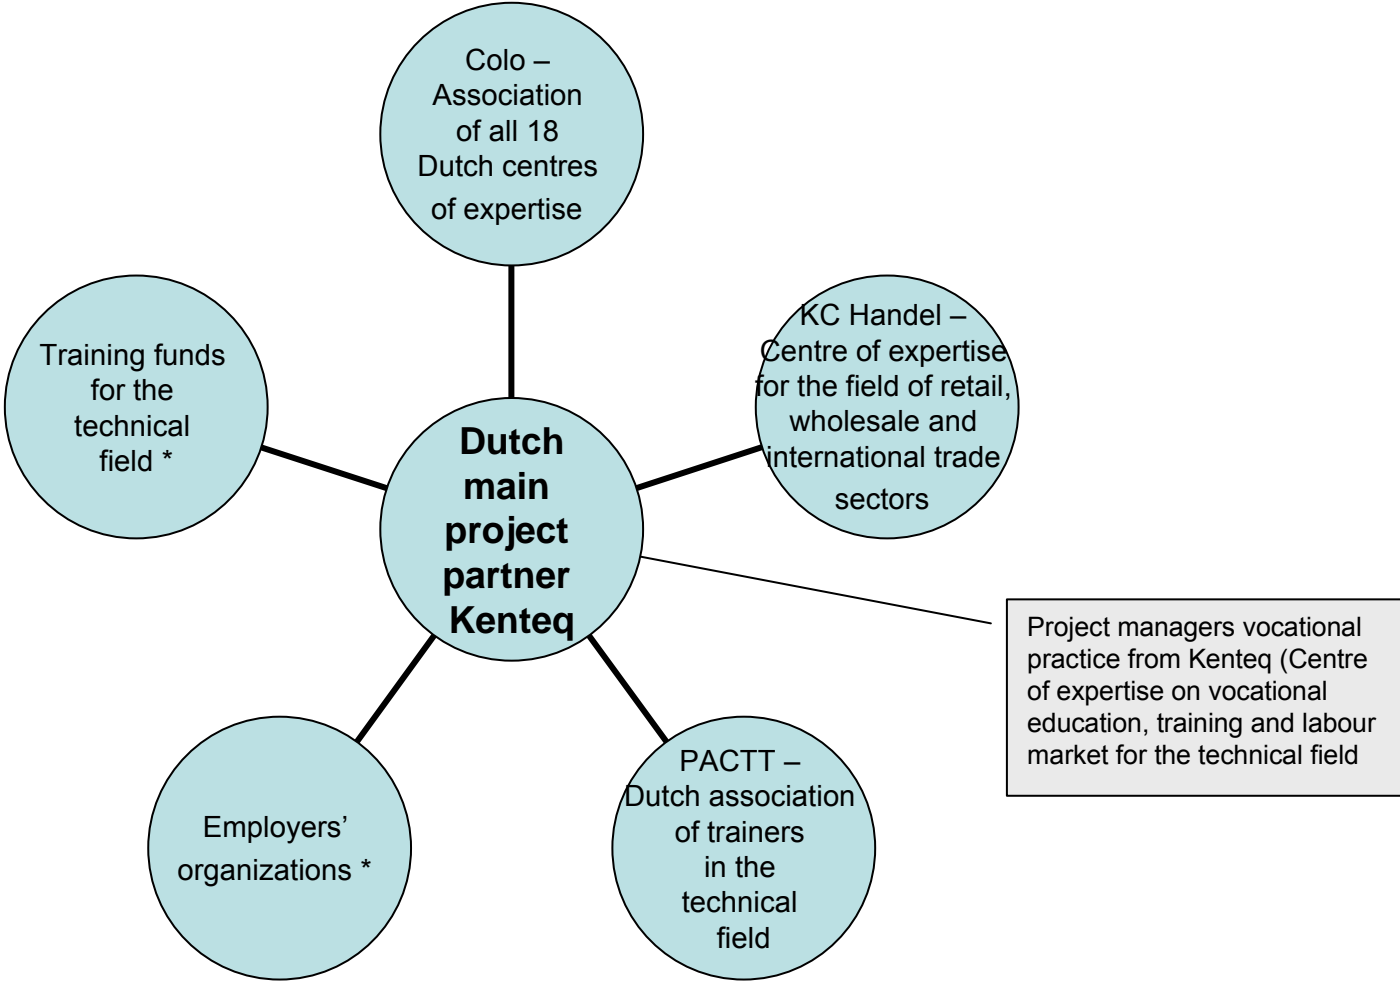 Colo –
Association
of all 18
Dutch centres
of expertise
Training funds
for the
technical
field *
KC Handel –
Centre of expertise
for the field of retail,
wholesale and
international trade
sectors
Dutch
main
project
partner
Kenteq
Project managers vocational
practice from Kenteq (Centre
of expertise on vocational
education, training and labour
market for the technical field
Employers’
organizations *
PACTT –
Dutch association
of trainers
in the
technical
field